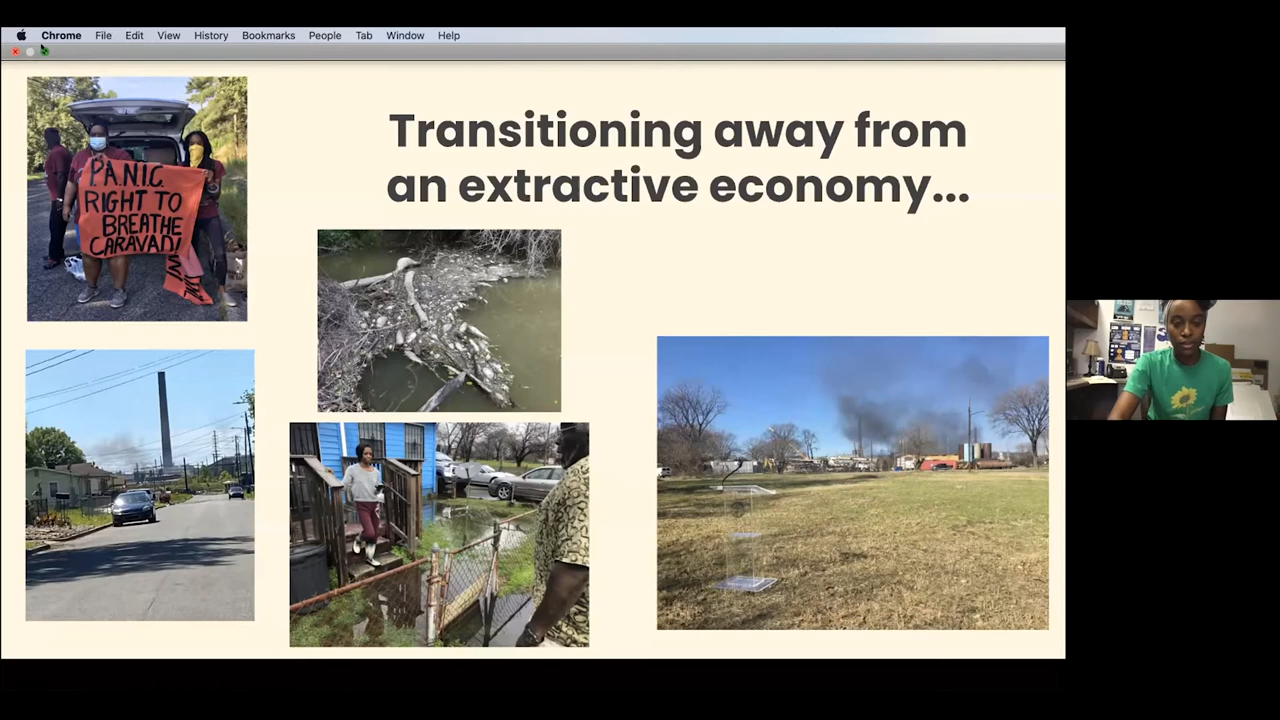 Chrome File Edit View History Bookmarks People Tab Window Help
Transitioning away from
an extractive economy...
P.A.N.I.C.
RIGHT TO
BREATHE
CARAVAN!